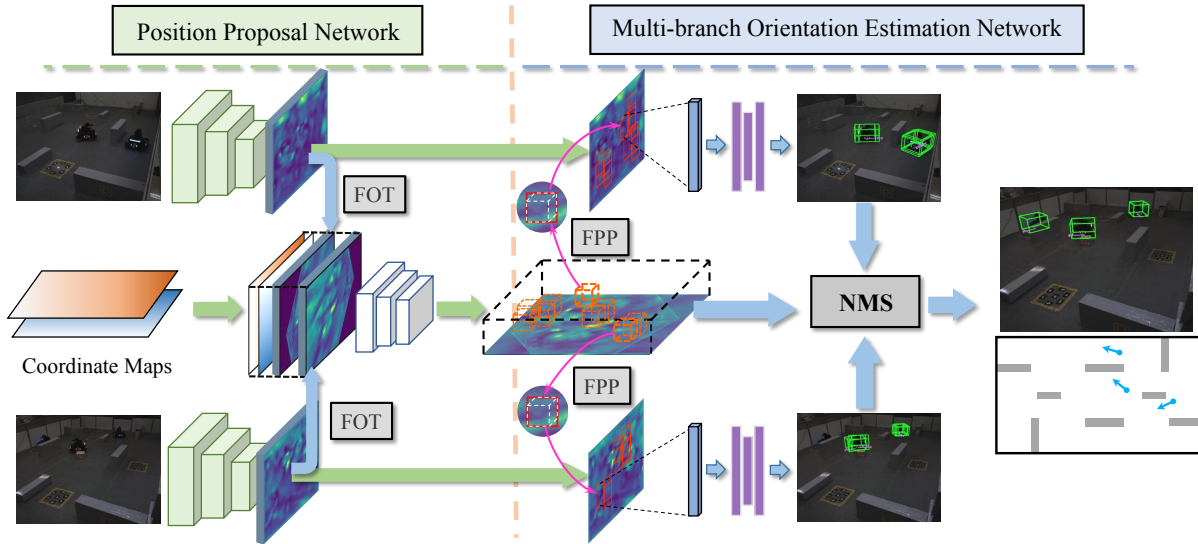 Position Proposal Network
Multi-branch Orientation Estimation Network
FOT
FPP
NMS
Coordinate Maps
FPP
FOT